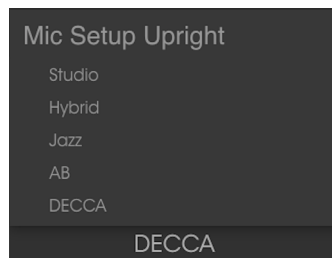 Mic Setup Upright
Studio
Hybrid
Jazz
AB
DECCA
DECCA